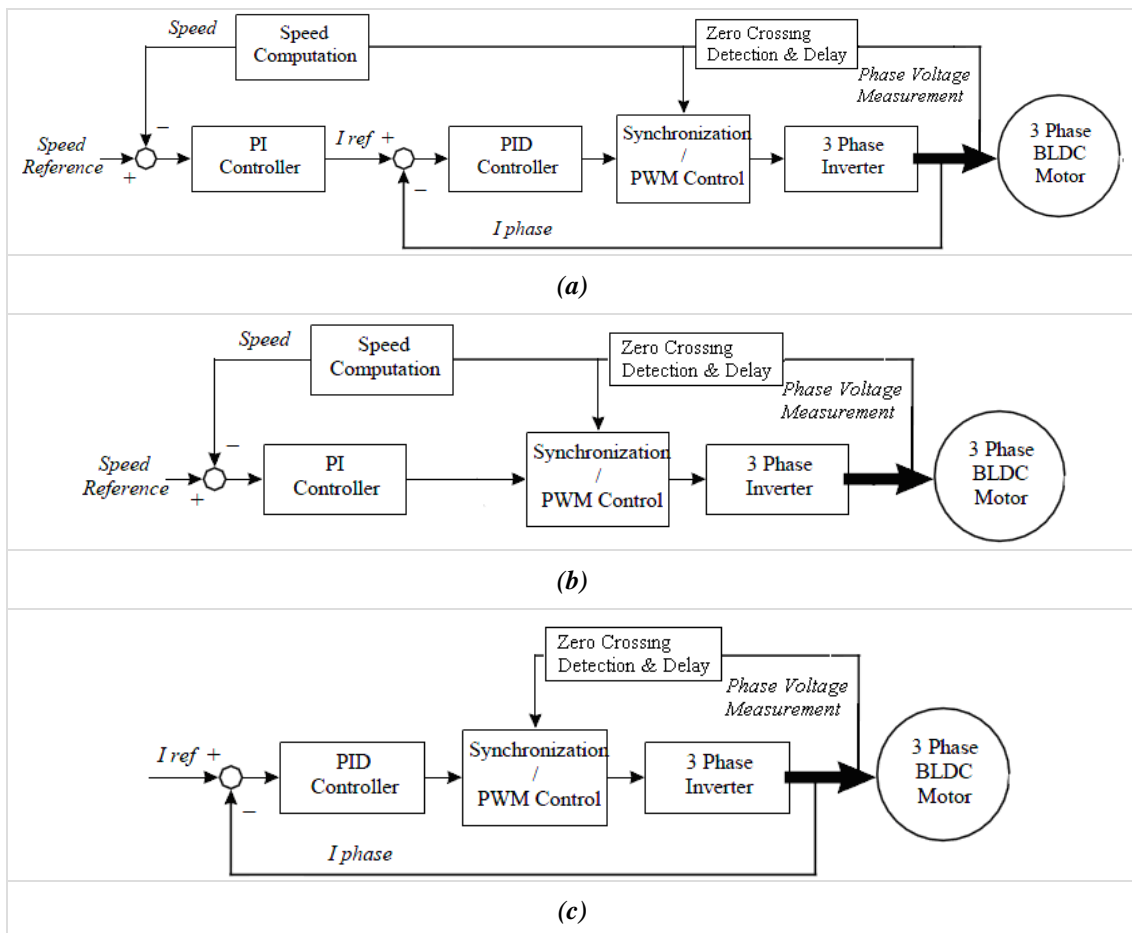 Speed
Speed
Computation
Zero Crossing
Detection & Delay
Phase Voltage
Measurement
Speed
Reference
+
−
PI
Controller
I ref +
−
PID
Controller
Synchronization
/
PWM Control
3 Phase
Inverter
3 Phase
BLDC
Motor
I phase
(a)
Speed
Speed
Computation
Zero Crossing
Detection & Delay
Phase Voltage
Measurement
Speed
Reference
+
−
PI
Controller
Synchronization
/
PWM Control
3 Phase
Inverter
3 Phase
BLDC
Motor
(b)
Zero Crossing
Detection & Delay
Phase Voltage
Measurement
I ref +
−
PID
Controller
Synchronization
/
PWM Control
3 Phase
Inverter
3 Phase
BLDC
Motor
I phase
(c)